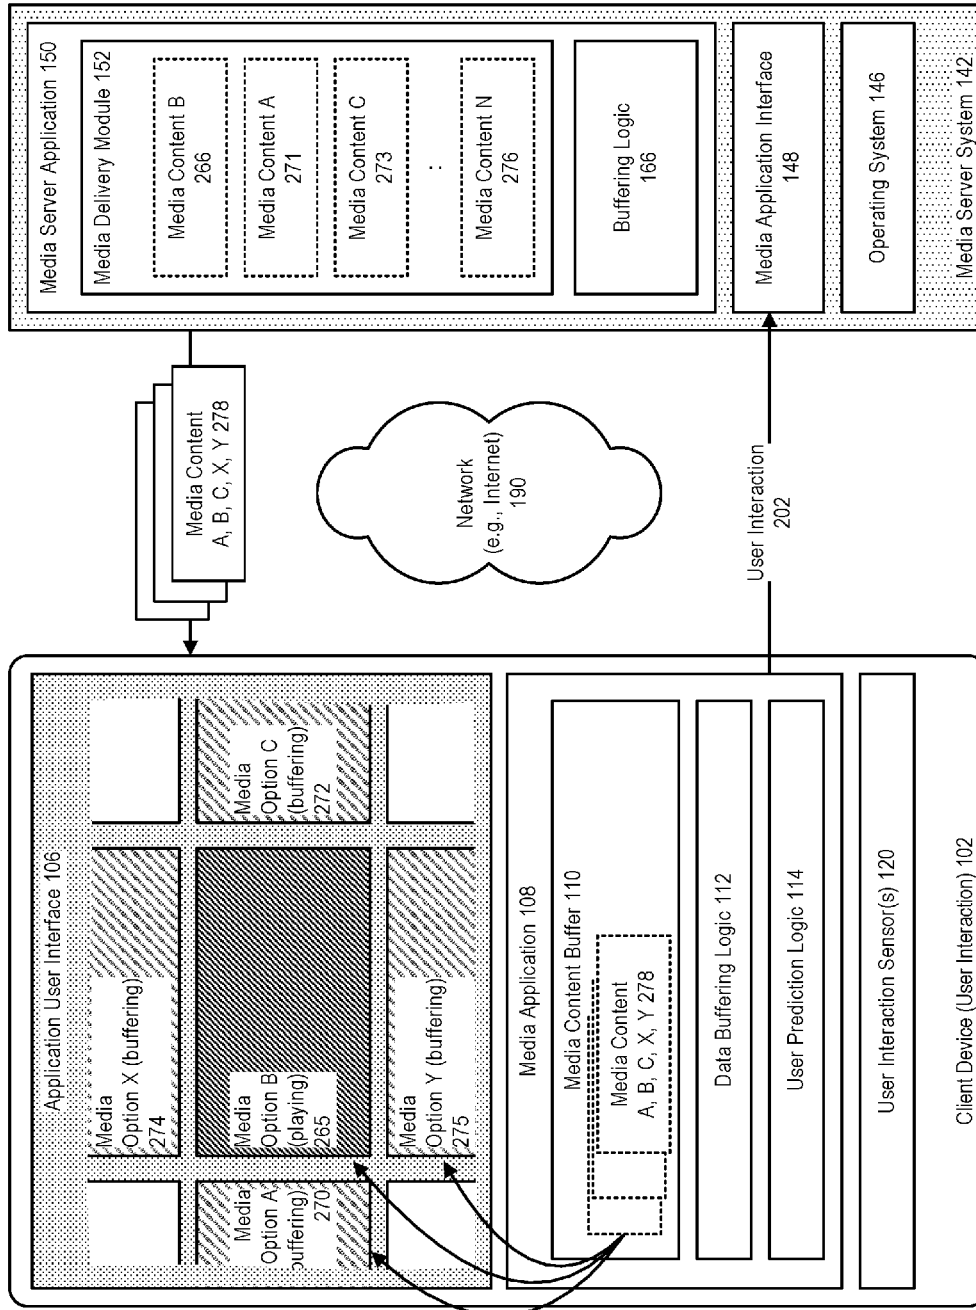 Application User Interface 106
Media
Option X (buffering)
274
Media
Option A
buffering)
270
Media
Option B
(playing)
265
Media
Option C
(buffering)
272
Media
Option Y (buffering)
275
Media Application 108
Media Content Buffer 110
Media Content
A, B, C, X, Y 278
Data Buffering Logic 112
User Prediction Logic 114
User Interaction Sensor(s) 120
Client Device (User Interaction) 102
Media Content
A, B, C, X, Y 278
Network
(e.g., Internet)
190
User Interaction
202
Media Server Application 150
Media Delivery Module 152
Media Content B
266
Media Content A
271
Media Content C
273
:
Media Content N
276
Buffering Logic
166
Media Application Interface
148
Operating System 146
Media Server System 142